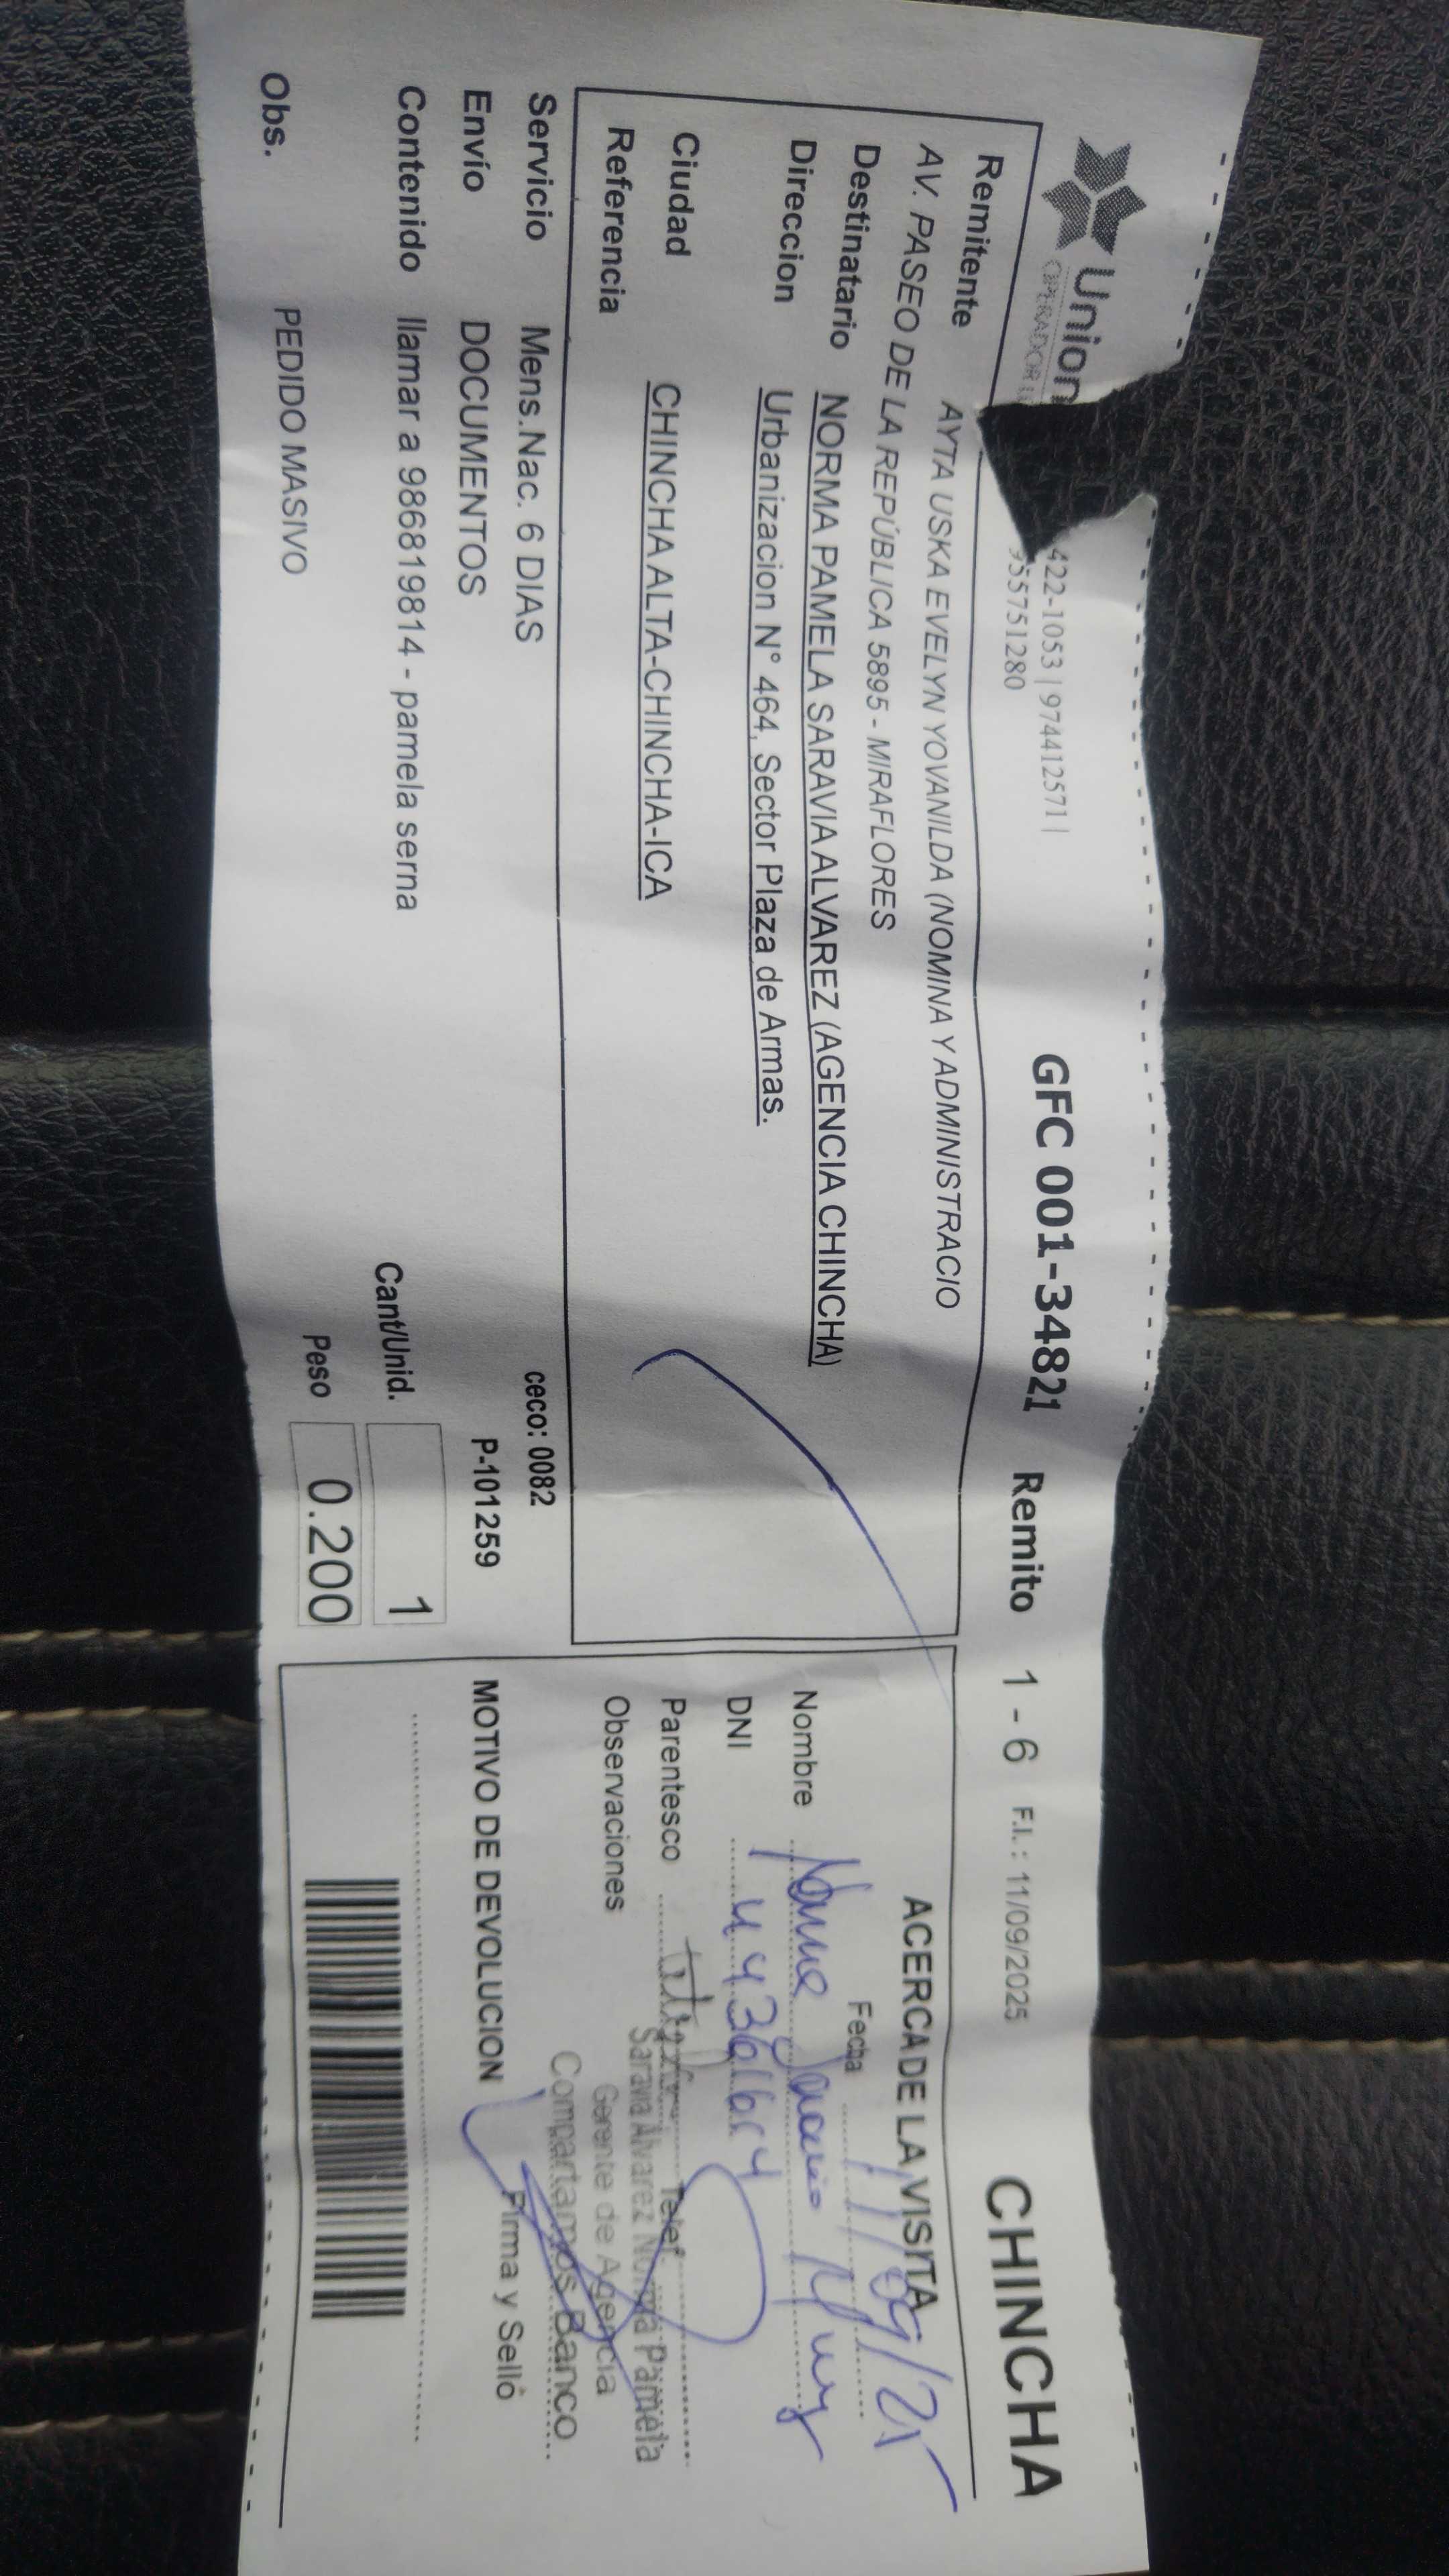 Union
OPERADOR
422-1053 | 974412571 |
955751280
GFC 001-34821 Remito 1 - 6 F.I. : 11/09/2025 CHINCHA
Remitente AYTA USKA EVELYN YOVANILDA (NOMINA Y ADMINISTRACIO
AV. PASEO DE LA REPÚBLICA 5895 - MIRAFLORES
Destinatario NORMA PAMELA SARAVIA ALVAREZ (AGENCIA CHINCHA)
Direccion Urbanizacion N° 464, Sector Plaza de Armas.
Ciudad CHINCHA ALTA-CHINCHA-ICA
Referencia
Servicio Mens.Nac. 6 DIAS ceco: 0082
Envío DOCUMENTOS P-101259
Contenido llamar a 986819814 - pamela serna Cant/Unid. 1
Peso 0.200
Obs. PEDIDO MASIVO
ACERCA DE LA VISITA
Fecha /09/25
Nombre
DNI
Parentesco titular Telef.
Observaciones
Saravia Alvarez Norma Pamela
Gerente de Agencia
Compartamos Banco
MOTIVO DE DEVOLUCION Firma y Sello